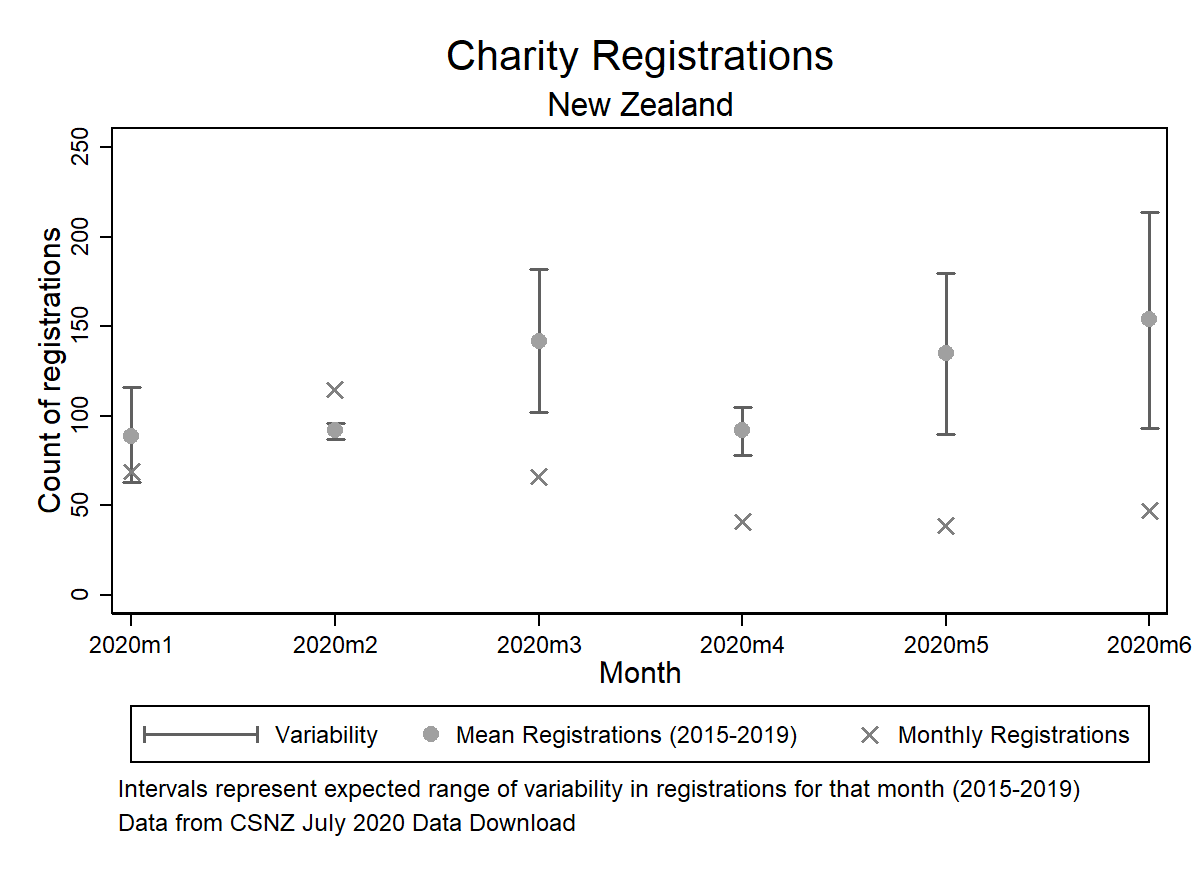 Charity Registrations
New Zealand
Count of registrations
250
200
150
100
50
0
2020m1 2020m2 2020m3 2020m4 2020m5 2020m6
Month
Variability Mean Registrations (2015-2019) Monthly Registrations
Intervals represent expected range of variability in registrations for that month (2015-2019)
Data from CSNZ July 2020 Data Download